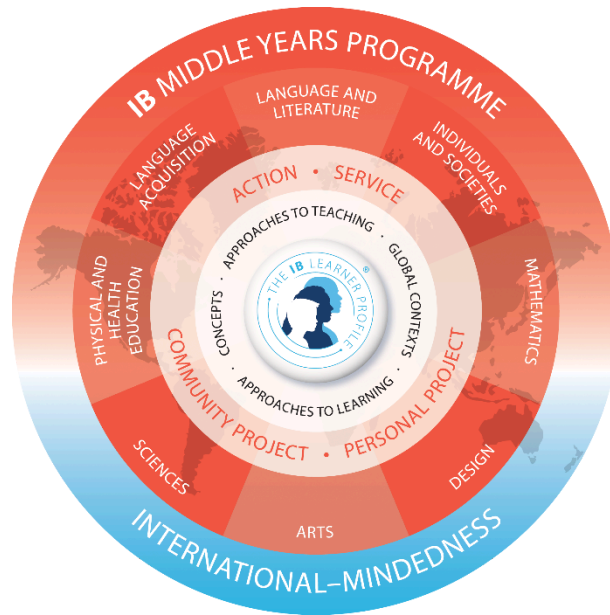 IB MIDDLE YEARS PROGRAMME
LANGUAGE AND
LITERATURE
INDIVIDUALS
AND SOCIETIES
MATHEMATICS
DESIGN
ARTS
SCIENCES
PHYSICAL AND
HEALTH
EDUCATION
LANGUAGE
ACQUISITION
ACTION • SERVICE
PERSONAL PROJECT
•
COMMUNITY PROJECT
APPROACHES TO TEACHING •
GLOBAL CONTEXTS •
APPROACHES TO LEARNING •
CONCEPTS •
THE IB LEARNER PROFILE
®
INTERNATIONAL–MINDEDNESS